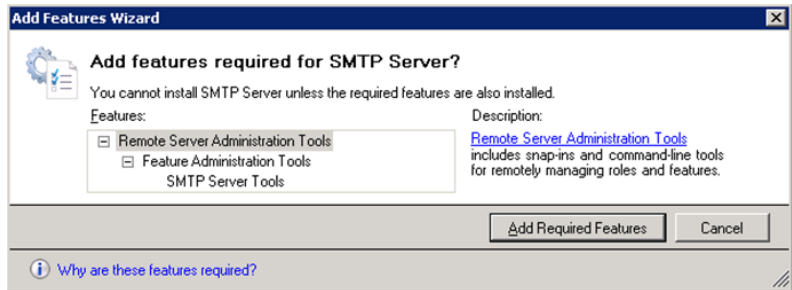 Add Features Wizard
Add features required for SMTP Server?
You cannot install SMTP Server unless the required features are also installed.
Features:
Remote Server Administration Tools
Feature Administration Tools
SMTP Server Tools
Description:
Remote Server Administration Tools
includes snap-ins and command-line tools
for remotely managing roles and features.
Add Required Features
Cancel
Why are these features required?